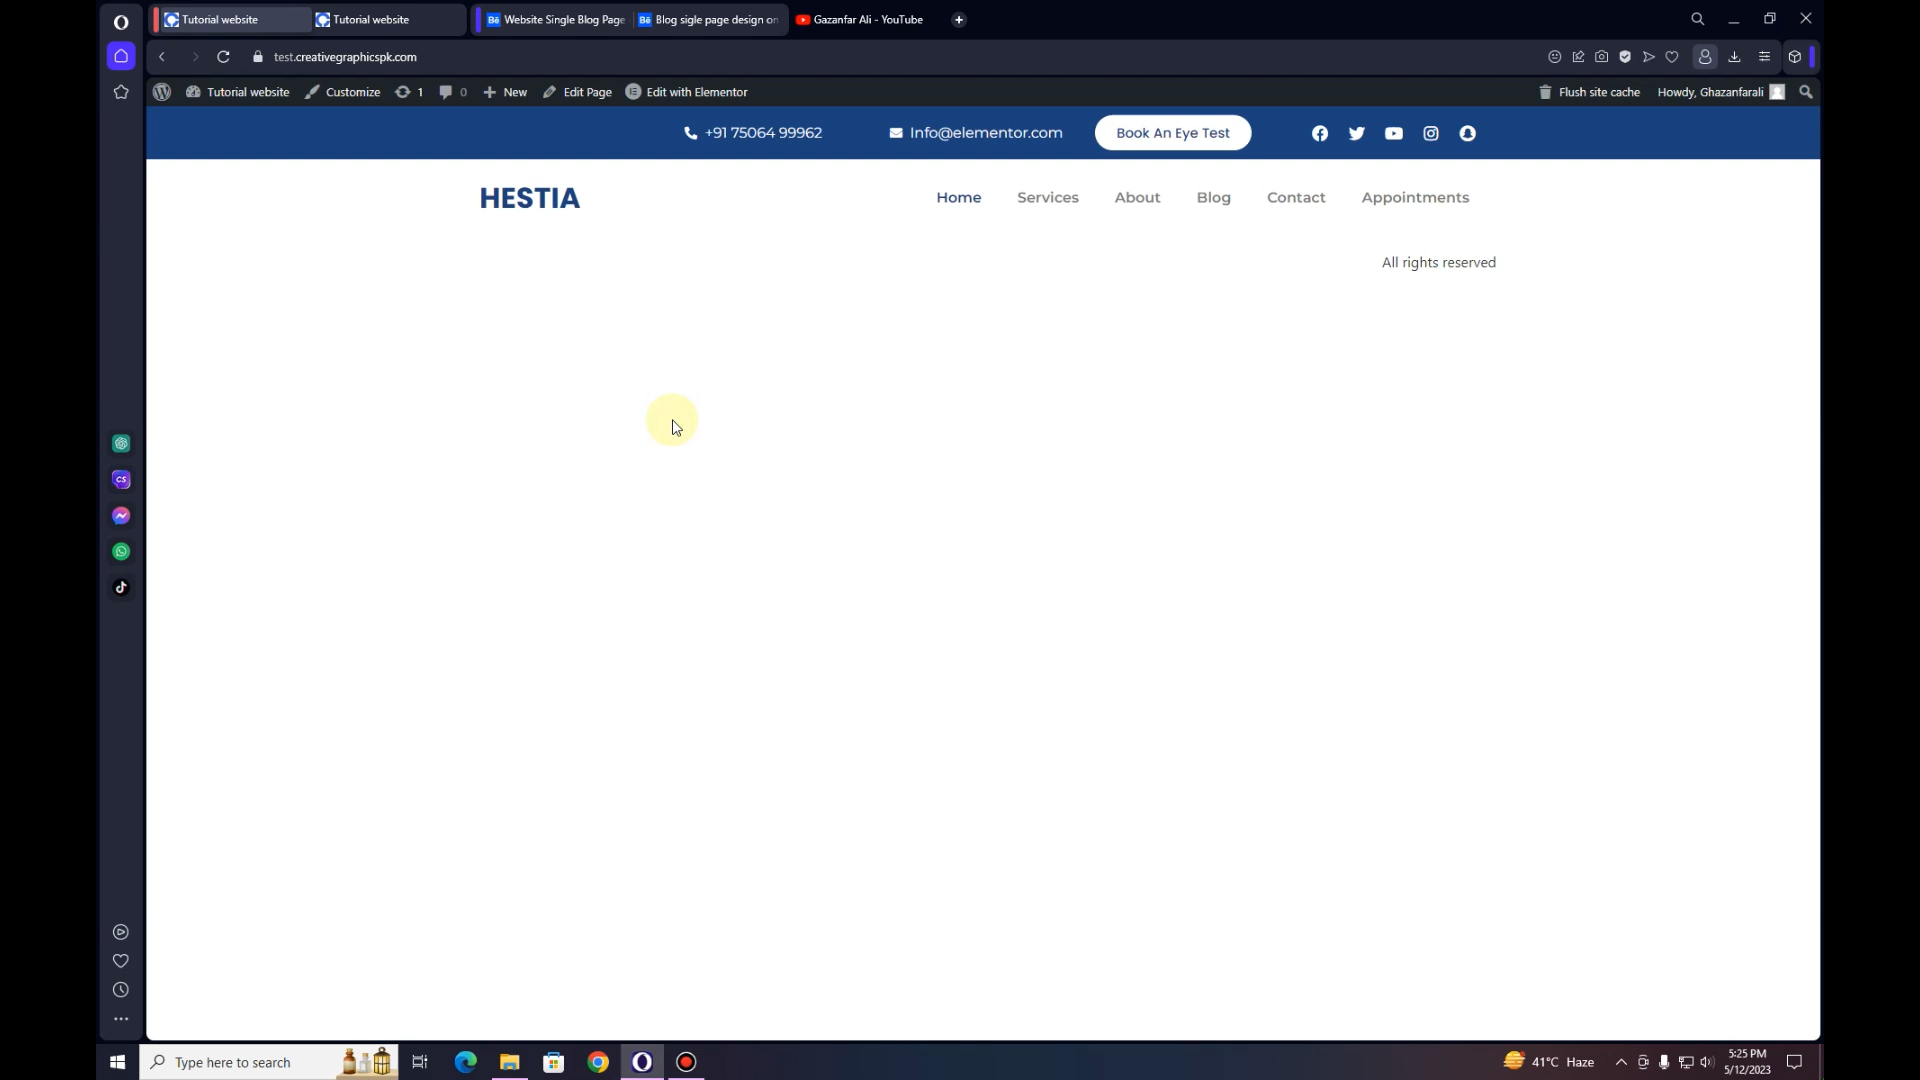 Tutorial website
Tutorial website
Website Single Blog Page
Blog sigle page design on
Gazanfar Ali - YouTube
test.creativegraphicspk.com
Tutorial website
Customize
1
0
New
Edit Page
Edit with Elementor
Flush site cache
Howdy, Ghazanfarali
+91 75064 99962
Info@elementor.com
Book An Eye Test
HESTIA
Home
Services
About
Blog
Contact
Appointments
All rights reserved
CS
Type here to search
41°C Haze
5:25 PM
5/12/2023